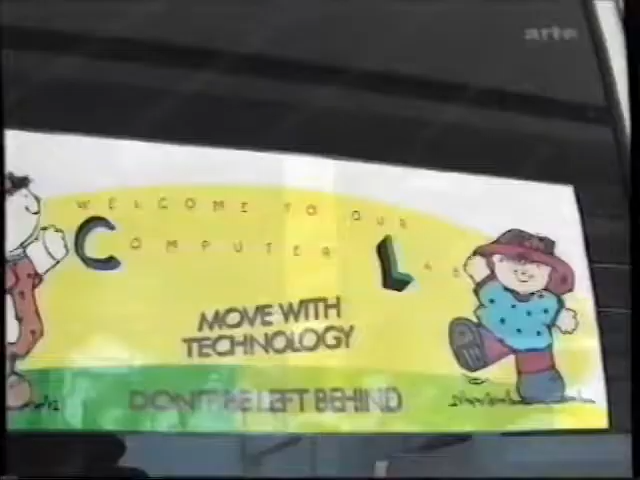 arte
WELCOME TO OUR
COMPUTER LAB
MOVE WITH
TECHNOLOGY
DON'T BE LEFT BEHIND